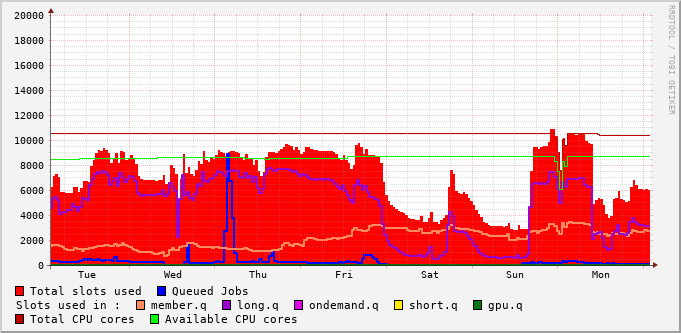 20000
18000
16000
14000
12000
10000
8000
6000
4000
2000
0
Tue Wed Thu Fri Sat Sun Mon
RRDTOOL / TOBI OETIKER
Total slots used Queued Jobs
Slots used in : member.q long.q ondemand.q short.q gpu.q
Total CPU cores Available CPU cores